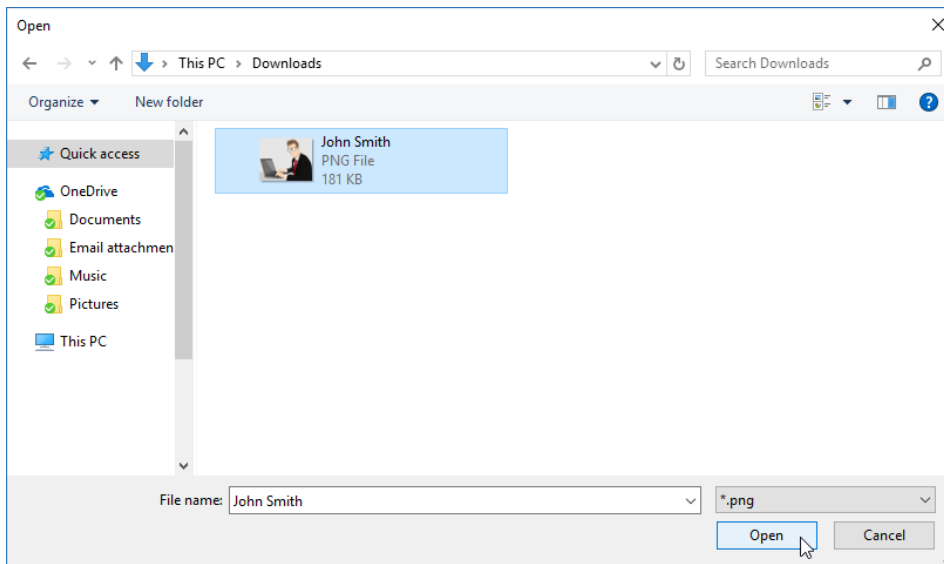 Open
This PC > Downloads
Search Downloads
Organize
New folder
Quick access
OneDrive
Documents
Email attachmen
Music
Pictures
This PC
John Smith
PNG File
181 KB
File name: John Smith
*.png
Open
Cancel